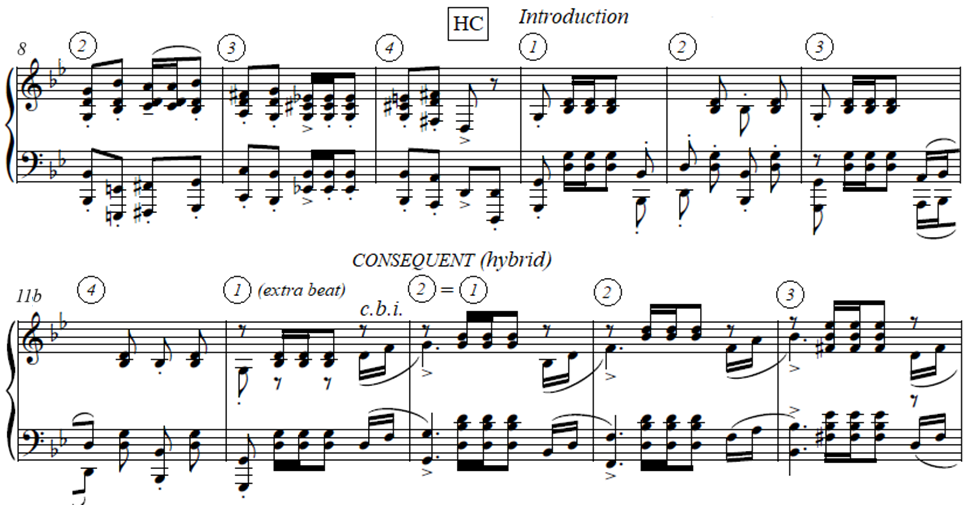 HC Introduction
8 2 3 4 1 2 3
CONSEQUENT (hybrid)
11b 4 1 (extra beat) c.b.i. 2 = 1 2 3